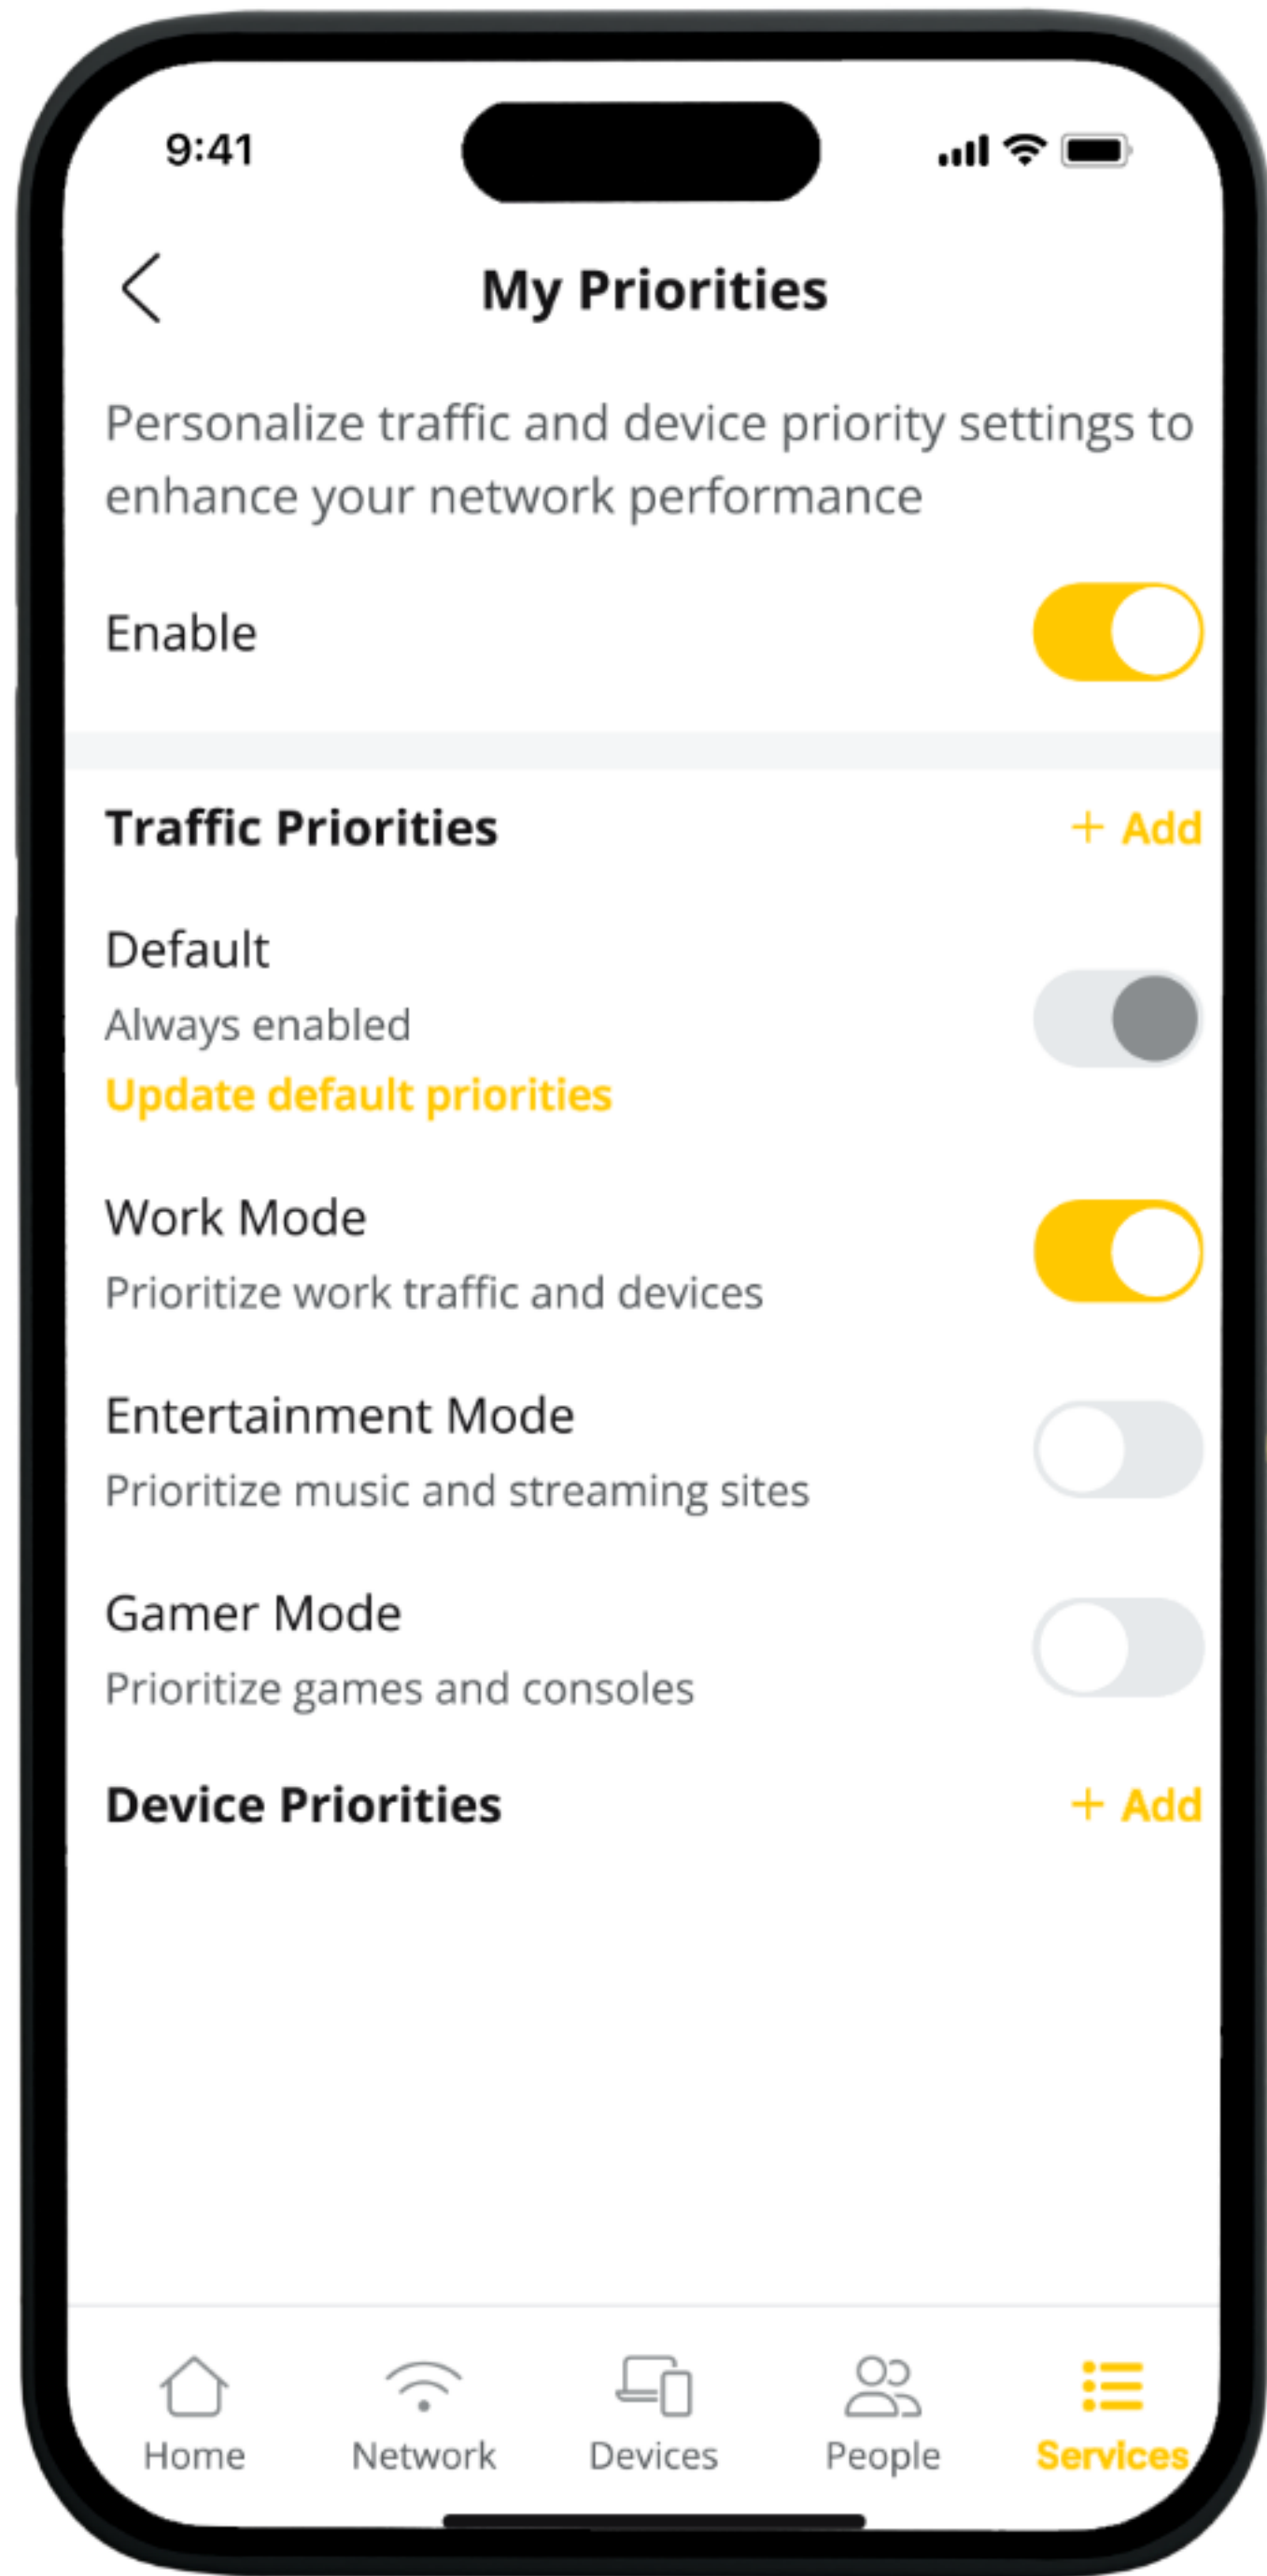 9:41
My Priorities
Personalize traffic and device priority settings to
enhance your network performance
Enable
Traffic Priorities
+ Add
Default
Always enabled
Update default priorities
Work Mode
Prioritize work traffic and devices
Entertainment Mode
Prioritize music and streaming sites
Gamer Mode
Prioritize games and consoles
Device Priorities
+ Add
Home
Network
Devices
People
Services